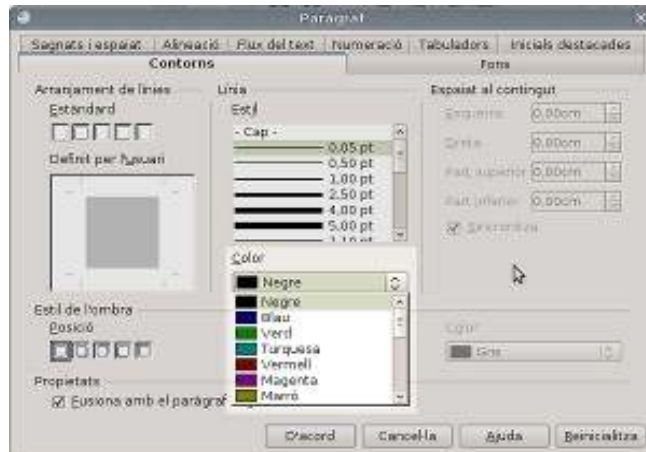 Paràgraf
Sagnats i espaiat Alineació Flux del text Numeració Tabuladors Inicials destacades
Contorns Fons
Arranjament de línies Línia Espaiat al contingut
Estàndard Estil
- Cap -
0,05 pt
0,50 pt
1,00 pt
2,50 pt
4,00 pt
5,00 pt
1,10 pt
Definit per l'usuari
Esquerra 0,00cm
Dreta 0,00cm
Part superior 0,00cm
Part inferior 0,00cm
Sincronitza
Color
Negre
Negre
Blau
Verd
Turquesa
Vermell
Magenta
Marró
Estil de l'ombra
Posició
Color
Gris
Propietats
Fusiona amb el paràgraf
D'acord Cancel·la Ajuda Reinicialitza